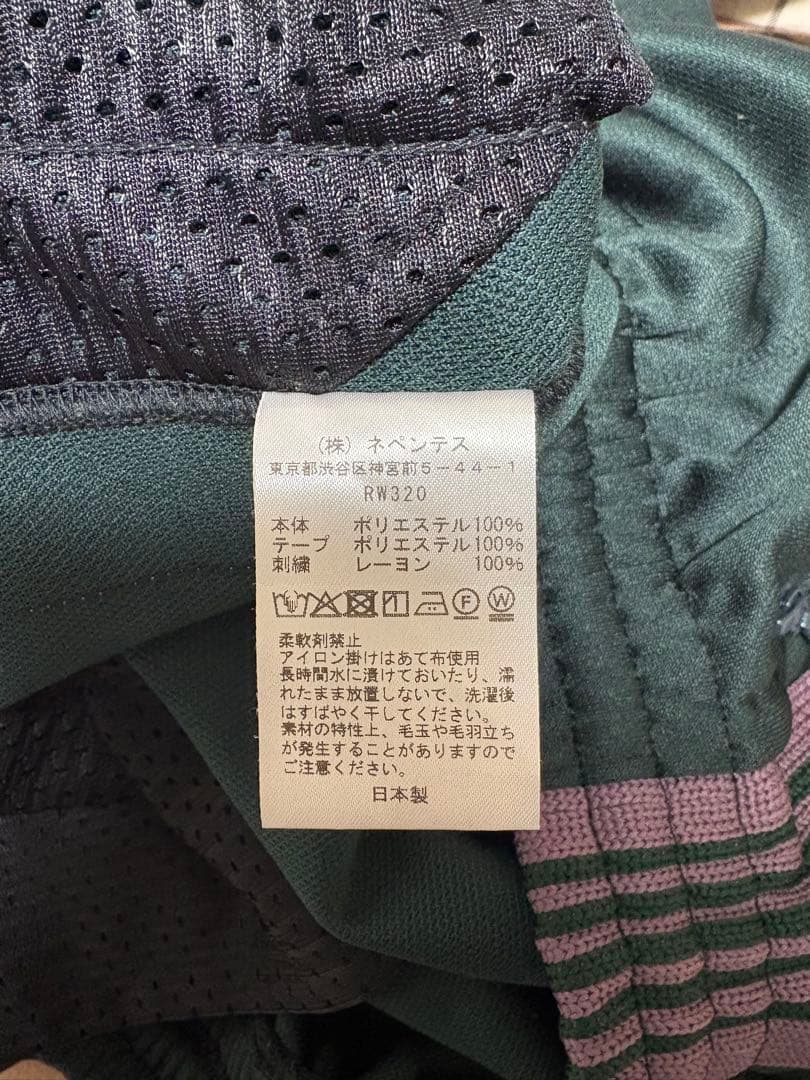 （株）ネペンテス
東京都渋谷区神宮前５－４４－１
RW320
本体　ポリエステル100%
テープ　ポリエステル100%
刺繍　レーヨン　100%
F W
柔軟剤禁止
アイロン掛けはあて布使用
長時間水に漬けておいたり、濡
れたまま放置しないで、洗濯後
はすばやく干してください。
素材の特性上、毛玉や毛羽立ち
が発生することがありますので
ご注意ください。
日本製